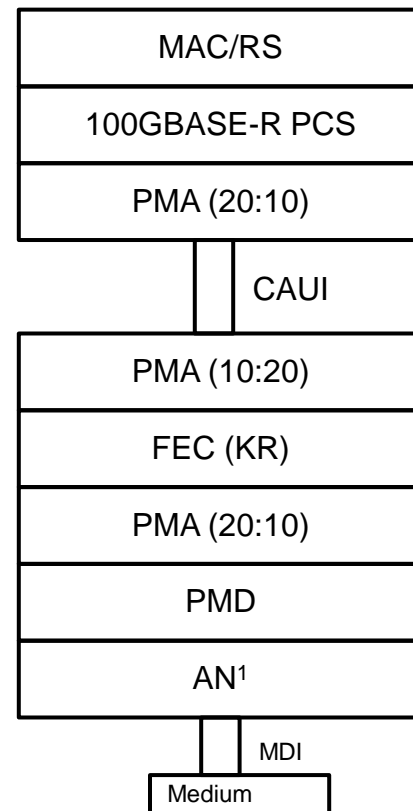 MAC/RS
100GBASE-R PCS
PMA (20:10)
CAUI
PMA (10:20)
FEC (KR)
PMA (20:10)
PMD
AN¹
MDI
Medium